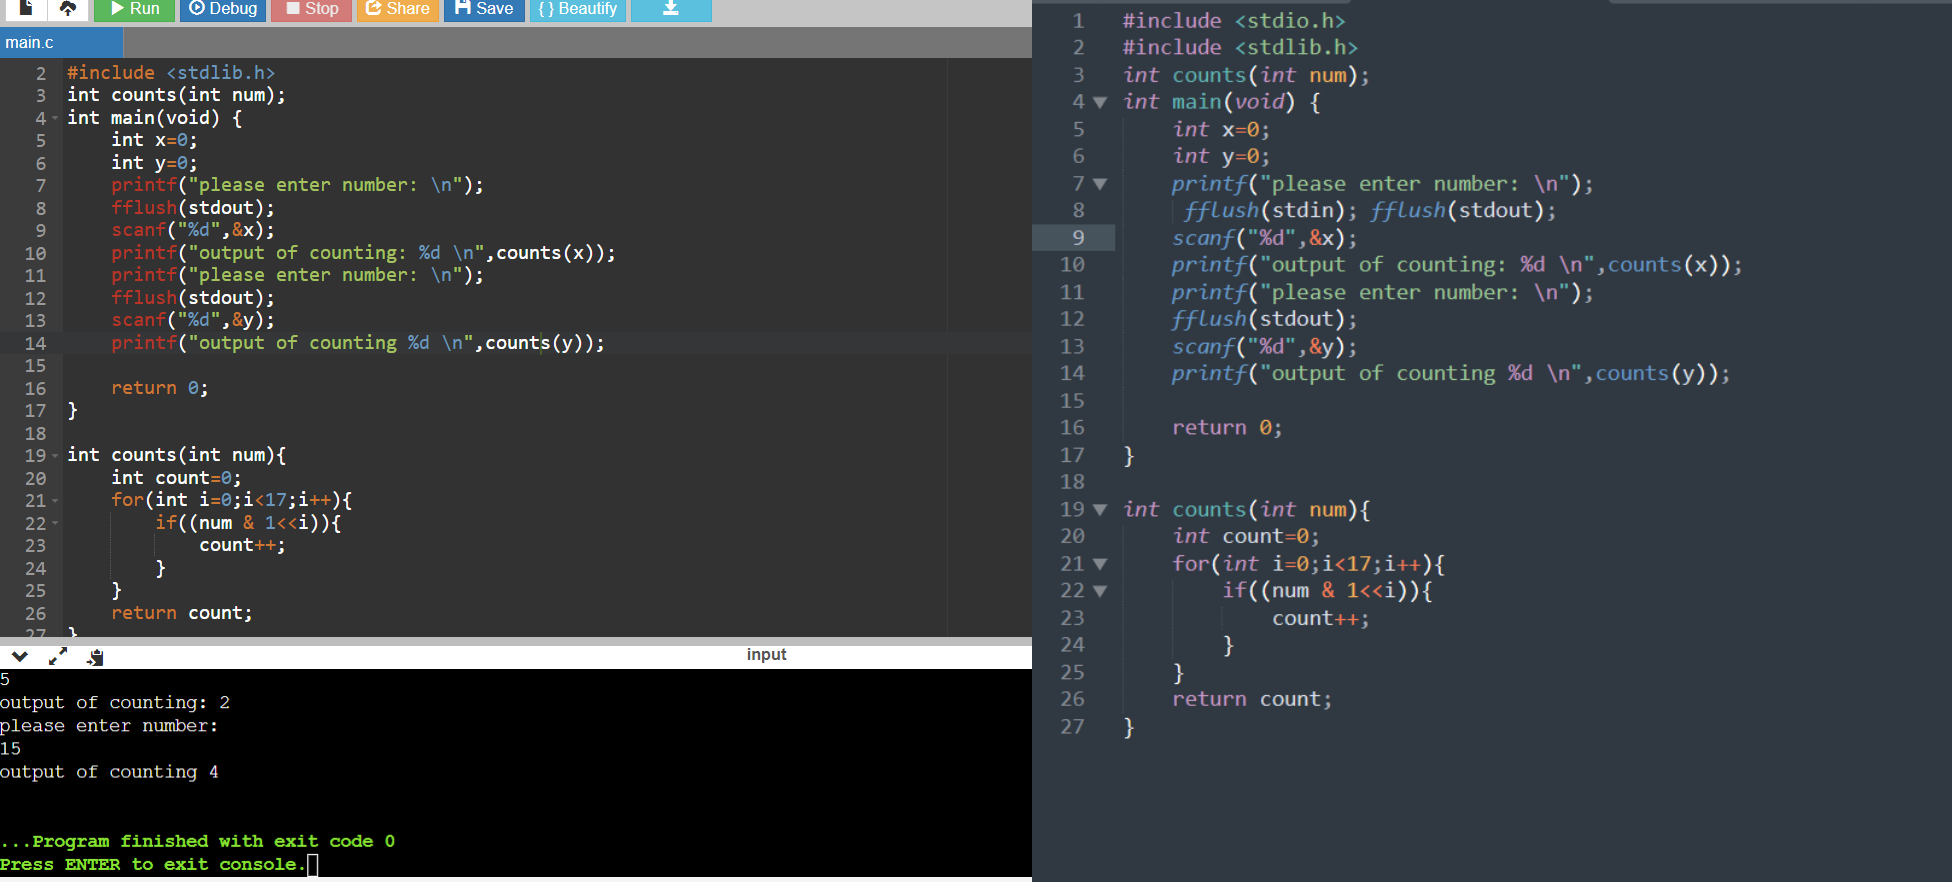 Run Debug Stop Share Save { } Beautify
main.c
2 #include <stdlib.h>
3 int counts(int num);
4 int main(void) {
5     int x=0;
6     int y=0;
7     printf("please enter number: \n");
8     fflush(stdout);
9     scanf("%d",&x);
10     printf("output of counting: %d \n",counts(x));
11     printf("please enter number: \n");
12     fflush(stdout);
13     scanf("%d",&y);
14     printf("output of counting %d \n",counts(y));
15
16     return 0;
17 }
18
19 int counts(int num){
20     int count=0;
21     for(int i=0;i<17;i++){
22         if((num & 1<<i)){
23             count++;
24         }
25     }
26     return count;
27 }
input
5
output of counting: 2
please enter number:
15
output of counting 4
...Program finished with exit code 0
Press ENTER to exit console.
1 #include <stdio.h>
2 #include <stdlib.h>
3 int counts(int num);
4 int main(void) {
5     int x=0;
6     int y=0;
7     printf("please enter number: \n");
8      fflush(stdin); fflush(stdout);
9     scanf("%d",&x);
10     printf("output of counting: %d \n",counts(x));
11     printf("please enter number: \n");
12     fflush(stdout);
13     scanf("%d",&y);
14     printf("output of counting %d \n",counts(y));
15
16     return 0;
17 }
18
19 int counts(int num){
20     int count=0;
21     for(int i=0;i<17;i++){
22         if((num & 1<<i)){
23             count++;
24         }
25     }
26     return count;
27 }